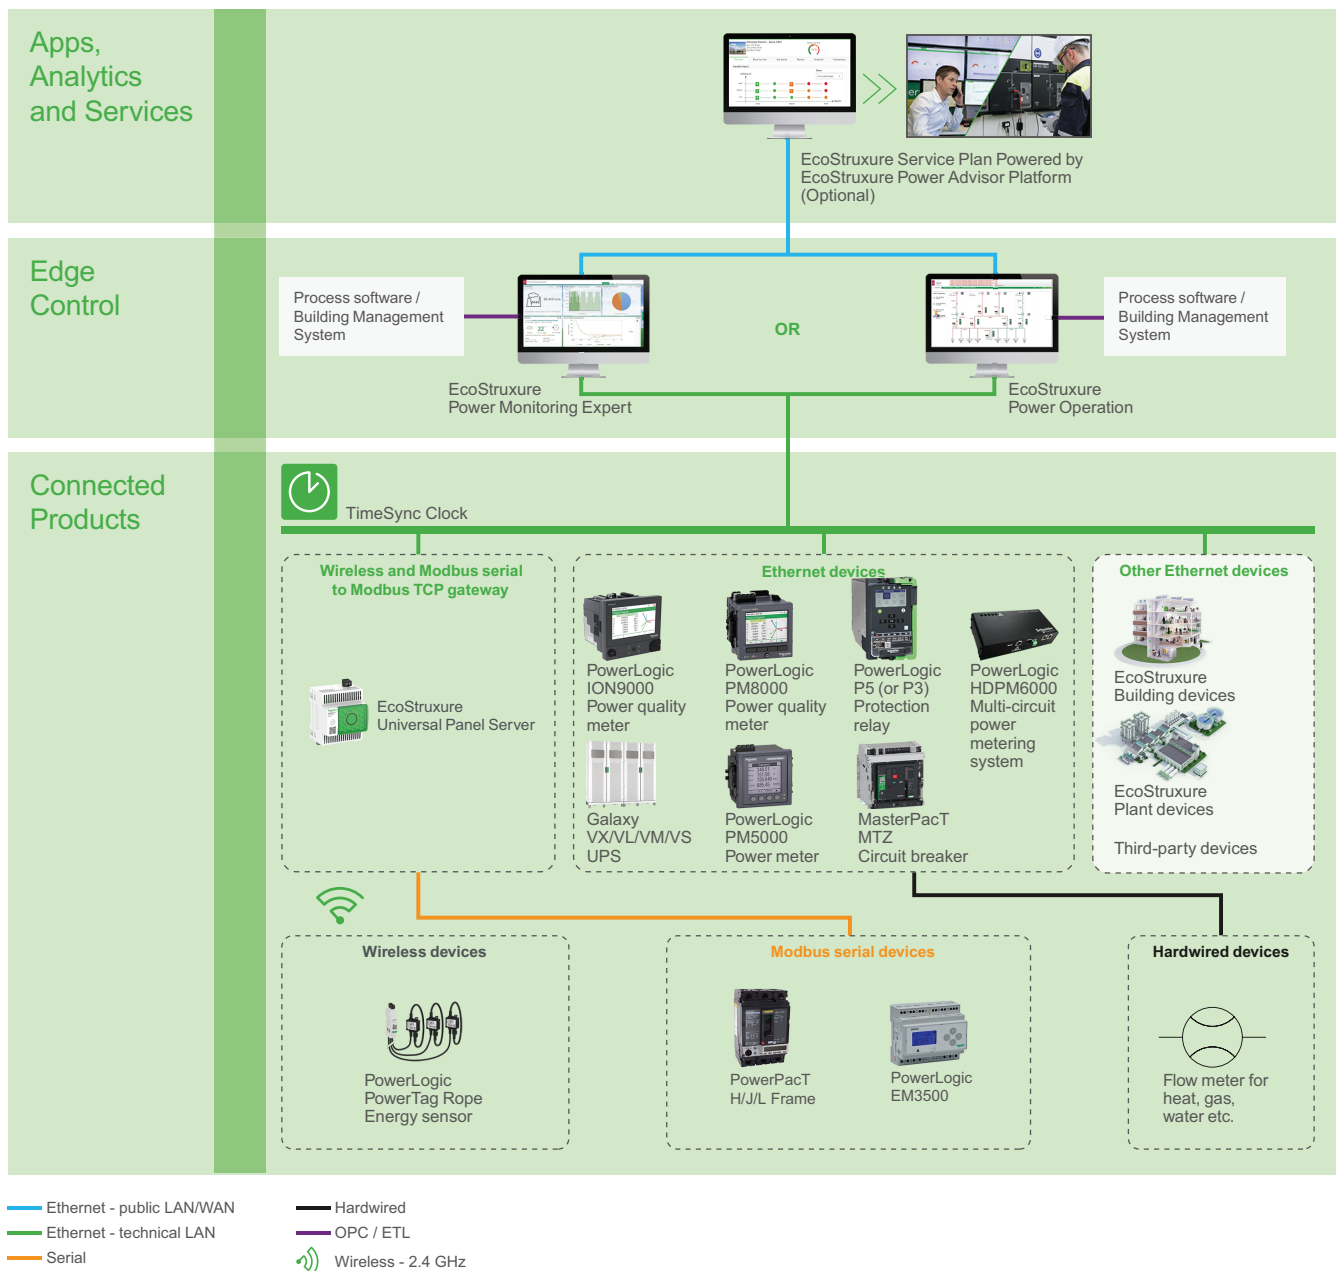 Apps,
Analytics
and Services
EcoStruxure Service Plan Powered by
EcoStruxure Power Advisor Platform
(Optional)
Edge
Control
Process software /
Building Management
System
OR
Process software /
Building Management
System
EcoStruxure
Power Monitoring Expert
EcoStruxure
Power Operation
Connected
Products
TimeSync Clock
Wireless and Modbus serial
to Modbus TCP gateway
EcoStruxure
Universal Panel Server
Ethernet devices
PowerLogic
ION9000
Power quality
meter
PowerLogic
PM8000
Power quality
meter
PowerLogic
P5 (or P3)
Protection
relay
PowerLogic
HDPM6000
Multi-circuit
power
metering
system
Galaxy
VX/VL/VM/VS
UPS
PowerLogic
PM5000
Power meter
MasterPacT
MTZ
Circuit breaker
Other Ethernet devices
EcoStruxure
Building devices
EcoStruxure
Plant devices
Third-party devices
Wireless devices
PowerLogic
PowerTag Rope
Energy sensor
Modbus serial devices
PowerPacT
H/J/L Frame
PowerLogic
EM3500
Hardwired devices
Flow meter for
heat, gas,
water etc.
Ethernet - public LAN/WAN
Ethernet - technical LAN
Serial
Hardwired
OPC / ETL
Wireless - 2.4 GHz